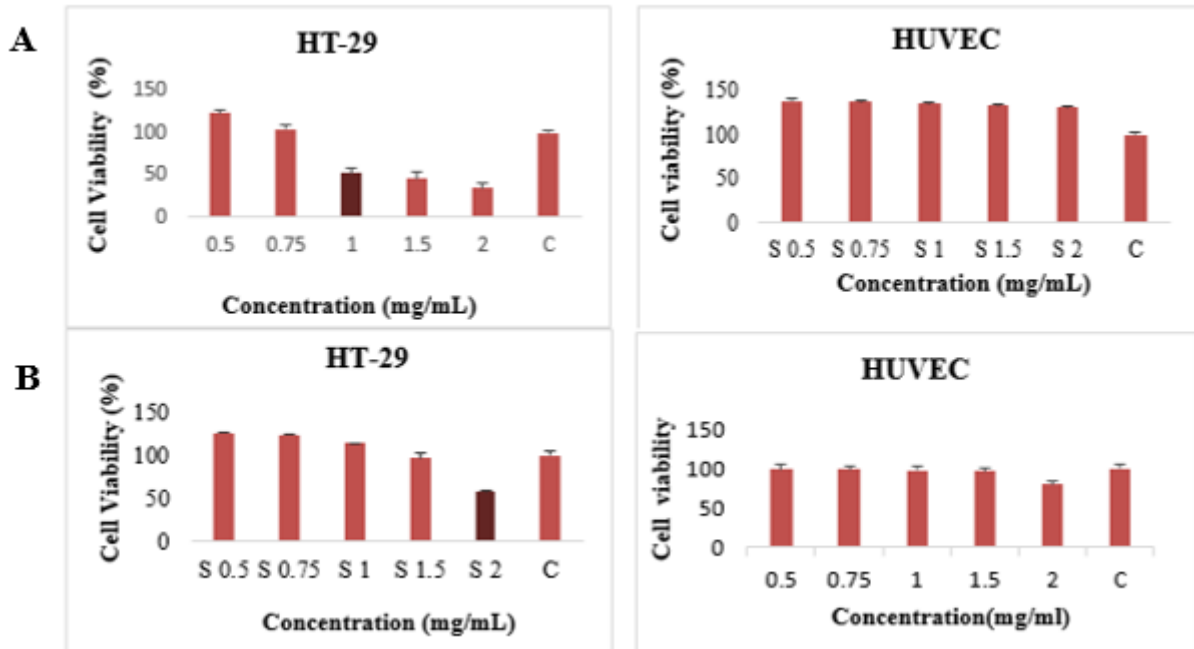 A
HT-29
Cell Viability (%)
150
100
50
0
0.5 0.75 1 1.5 2 C
Concentration (mg/mL)
HUVEC
Cell viability (%)
150
100
50
0
S 0.5 S 0.75 S 1 S 1.5 S 2 C
Concentration (mg/mL)
B
HT-29
Cell Viability (%)
150
100
50
0
S 0.5 S 0.75 S 1 S 1.5 S 2 C
Concentration (mg/mL)
HUVEC
Cell viability
150
100
50
0
0.5 0.75 1 1.5 2 C
Concentration(mg/ml)